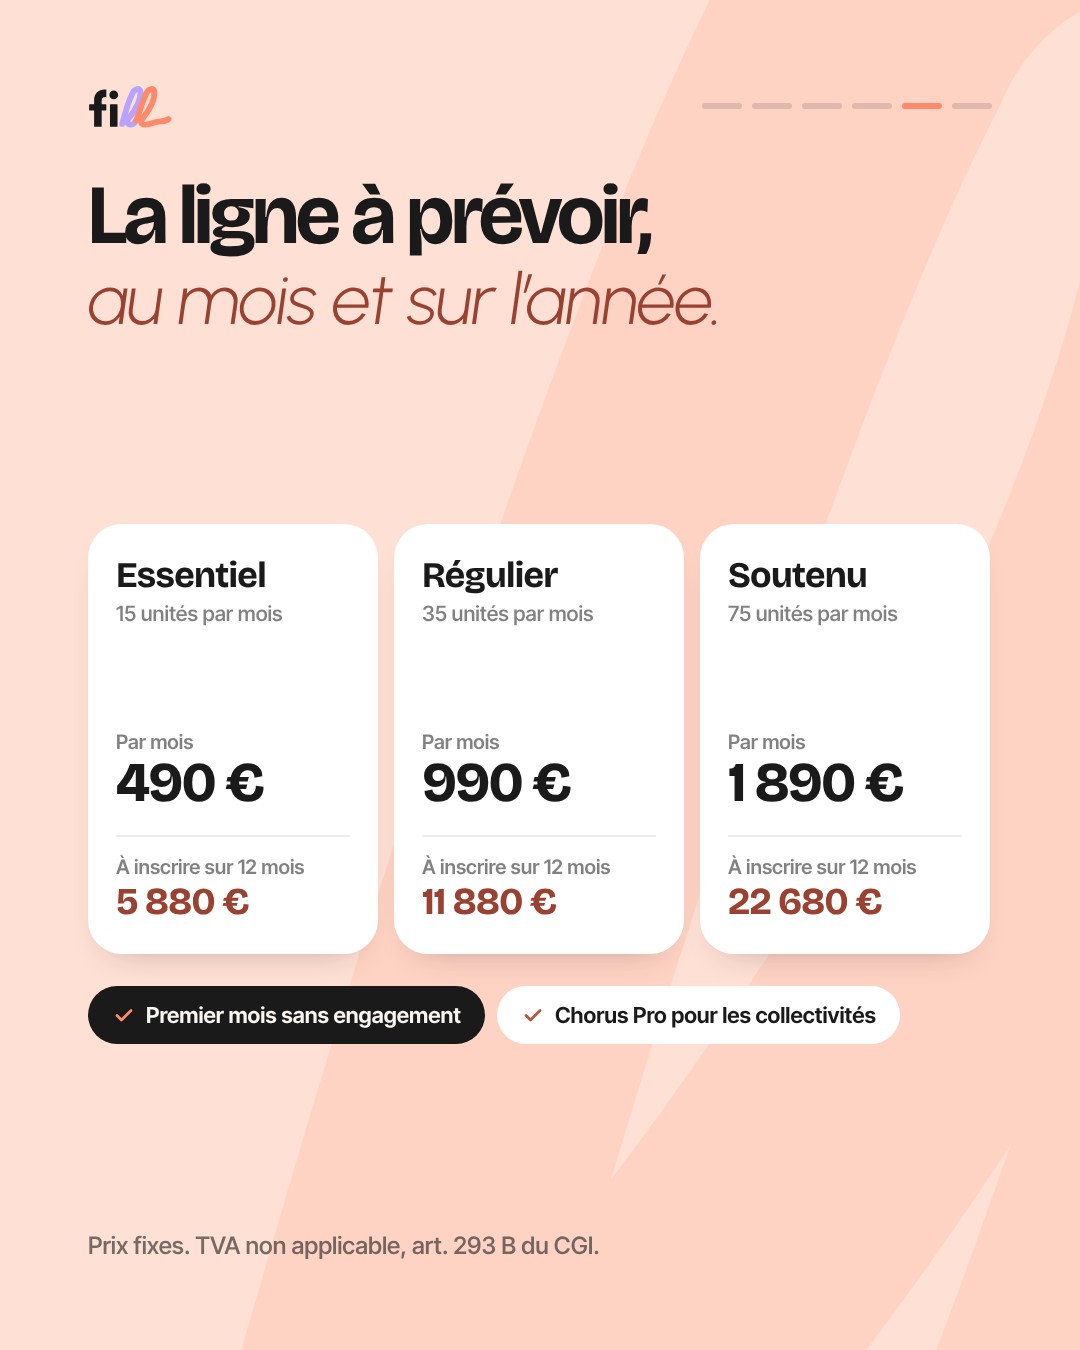 fill
La ligne à prévoir,
au mois et sur l'année.
Essentiel
15 unités par mois
Par mois
490 €
À inscrire sur 12 mois
5 880 €
Régulier
35 unités par mois
Par mois
990 €
À inscrire sur 12 mois
11 880 €
Soutenu
75 unités par mois
Par mois
1 890 €
À inscrire sur 12 mois
22 680 €
Premier mois sans engagement
Chorus Pro pour les collectivités
Prix fixes. TVA non applicable, art. 293 B du CGI.